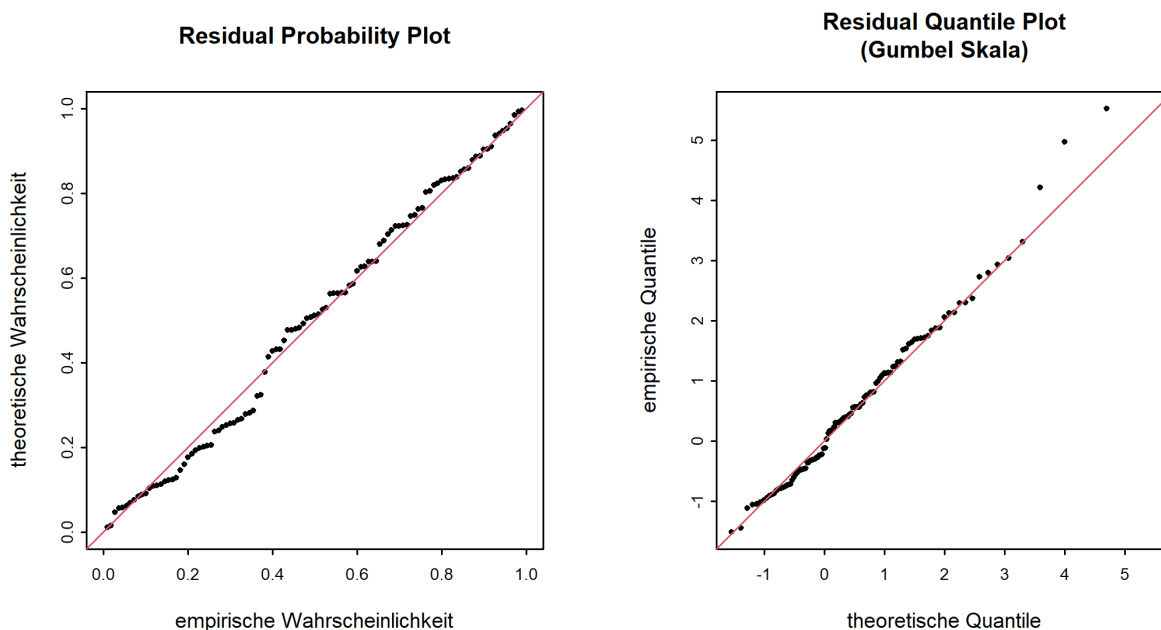 Residual Probability Plot
theoretische Wahrscheinlichkeit
0.0 0.2 0.4 0.6 0.8 1.0
0.0 0.2 0.4 0.6 0.8 1.0
empirische Wahrscheinlichkeit
Residual Quantile Plot
(Gumbel Skala)
empirische Quantile
-1 0 1 2 3 4 5
-1 0 1 2 3 4 5
theoretische Quantile